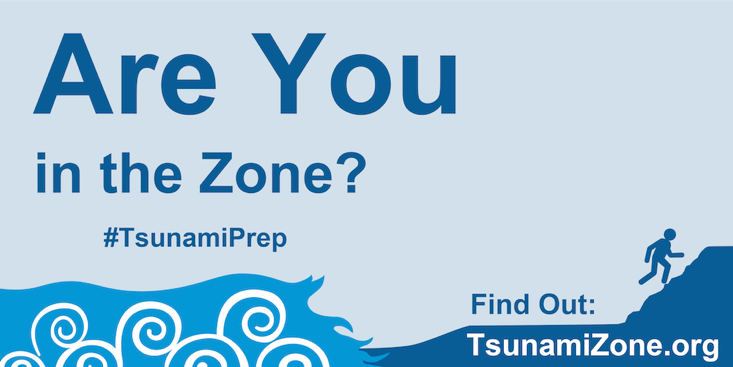 Are You
in the Zone?
#TsunamiPrep
Find Out:
TsunamiZone.org